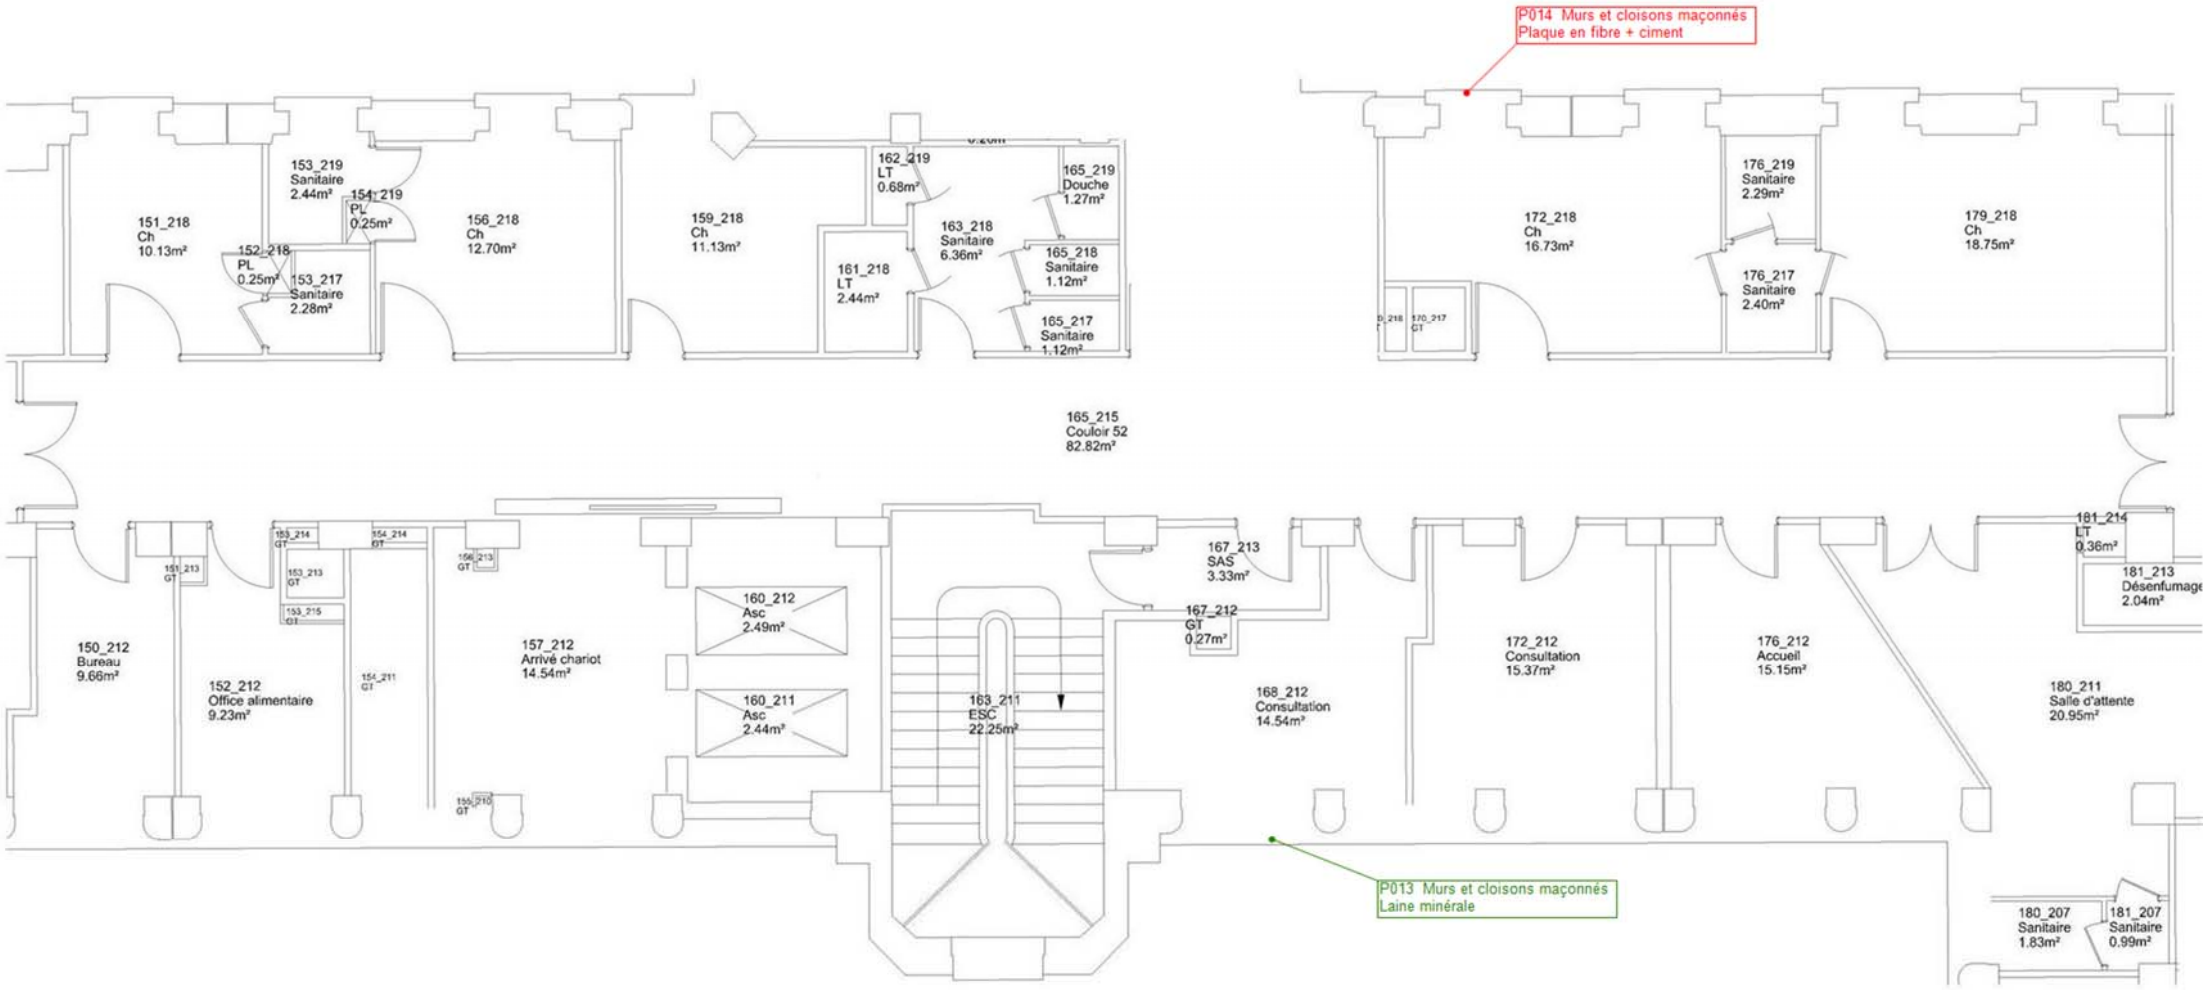 P014 Murs et cloisons maçonnés
Plaque en fibre + ciment
0.20m
153_219
Sanitaire
2.44m²
162_219
LT
0.68m²
165_219
Douche
1.27m²
176_219
Sanitaire
2.29m²
154_219
PL
0.25m²
151_218
Ch
10.13m²
156_218
Ch
12.70m²
159_218
Ch
11.13m²
163_218
Sanitaire
6.36m²
172_218
Ch
16.73m²
179_218
Ch
18.75m²
152_218
PL
0.25m²
153_217
Sanitaire
2.28m²
161_218
LT
2.44m²
165_218
Sanitaire
1.12m²
176_217
Sanitaire
2.40m²
165_217
Sanitaire
1.12m²
170_217
GT
165_215
Couloir 52
82.82m²
153_214
GT
154_214
GT
156_213
GT
151_213
GT
153_213
GT
153_215
GT
167_213
SAS
3.33m²
181_214
LT
0.36m²
181_213
Désenfumage
2.04m²
160_212
Asc
2.49m²
167_212
GT
0.27m²
150_212
Bureau
9.66m²
152_212
Office alimentaire
9.23m²
154_211
GT
157_212
Arrivé chariot
14.54m²
160_211
Asc
2.44m²
163_211
ESC
22.25m²
168_212
Consultation
14.54m²
172_212
Consultation
15.37m²
176_212
Accueil
15.15m²
180_211
Salle d'attente
20.95m²
155_210
GT
P013 Murs et cloisons maçonnés
Laine minérale
180_207
Sanitaire
1.83m²
181_207
Sanitaire
0.99m²